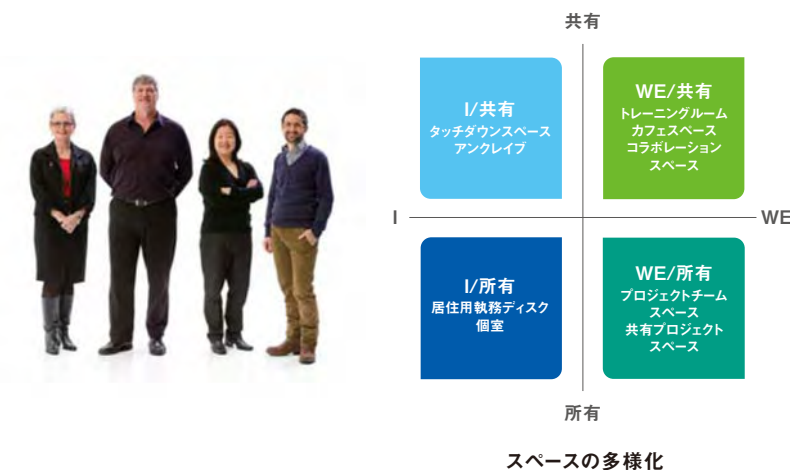 共有
I/共有
タッチダウンスペース
アンクレイブ
WE/共有
トレーニングルーム
カフェスペース
コラボレーション
スペース
I
WE
I/所有
居住用執務ディスク
個室
WE/所有
プロジェクトチーム
スペース
共有プロジェクト
スペース
所有
スペースの多様化